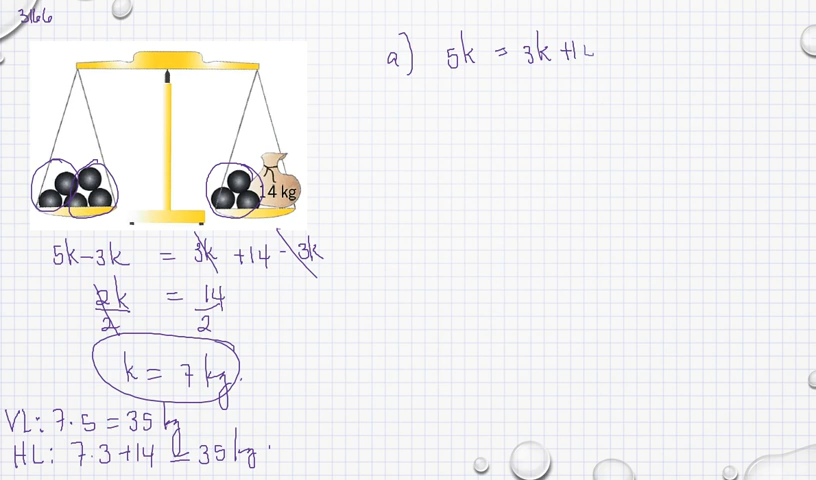 3166
a) 5k = 3k + 1
14 kg
5k - 3k = 3k + 14 - 3k
2k/2 = 14/2
k = 7 kg.
VL: 7 · 5 = 35 kg
HL: 7 · 3 + 14 = 35 kg.